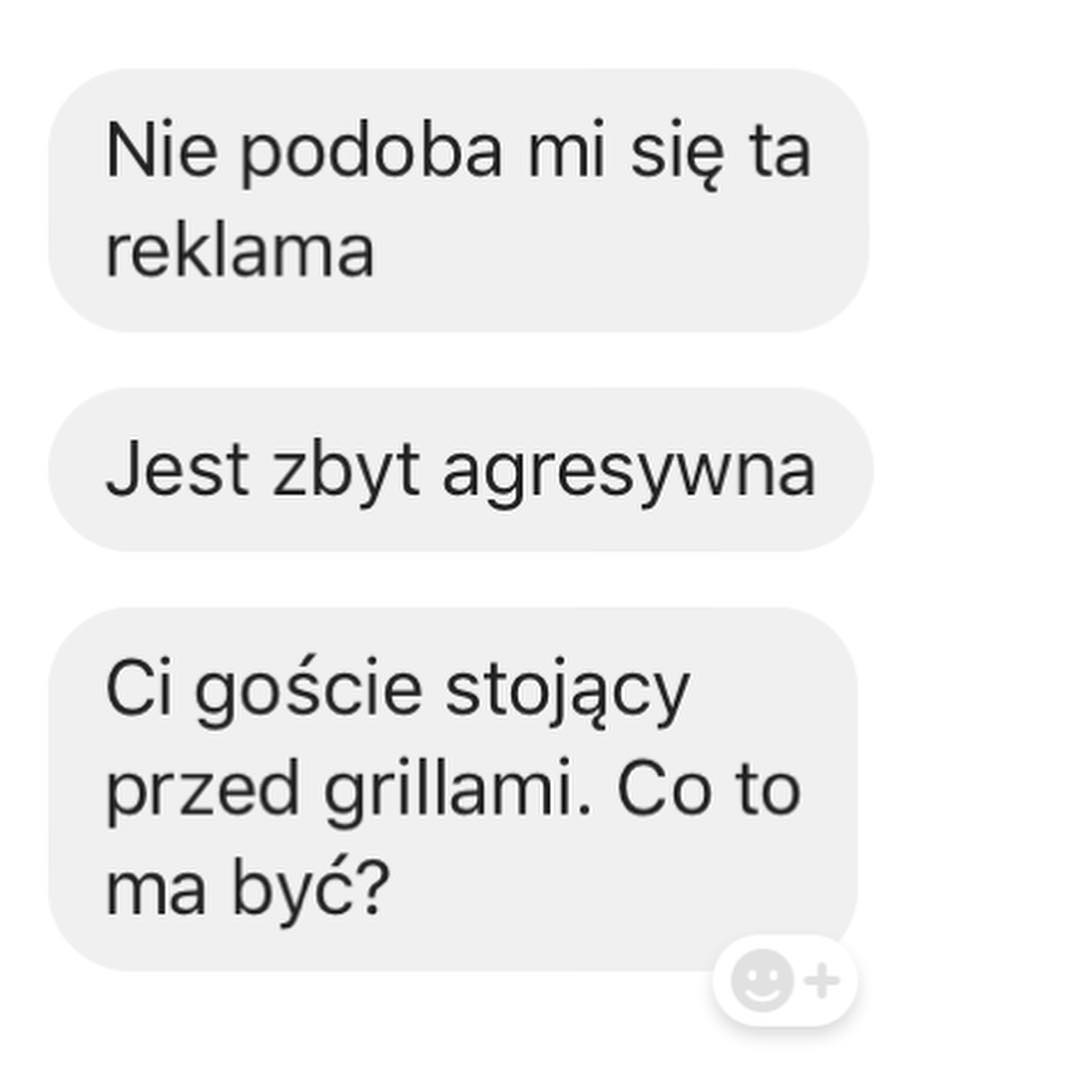 Nie podoba mi się ta
reklama
Jest zbyt agresywna
Ci goście stojący
przed grillami. Co to
ma być?